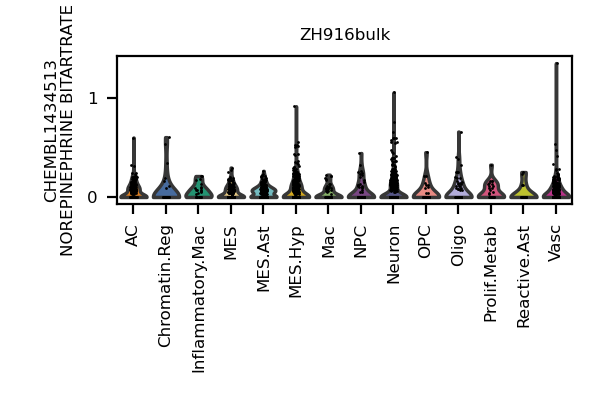 ZH916bulk
CHEMBL1434513
NOREPINEPHRINE BITARTRATE
1
0
AC
Chromatin.Reg
Inflammatory.Mac
MES
MES.Ast
MES.Hyp
Mac
NPC
Neuron
OPC
Oligo
Prolif.Metab
Reactive.Ast
Vasc